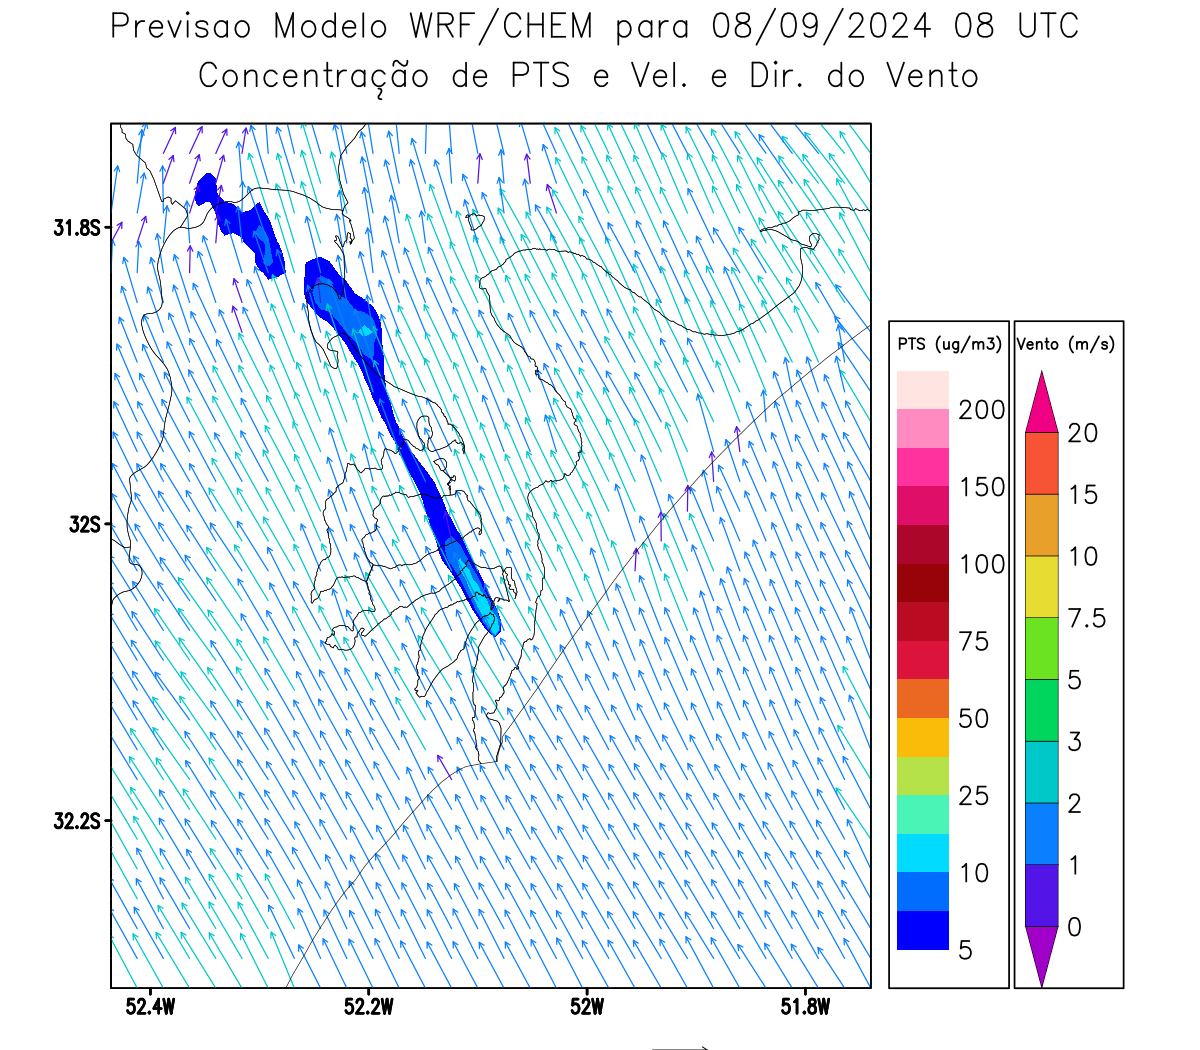 Previsao Modelo WRF/CHEM para 08/09/2024 08 UTC
Concentração de PTS e Vel. e Dir. do Vento
31.8S
32S
32.2S
52.4W 52.2W 52W 51.8W
PTS (ug/m3)
200
150
100
75
50
25
10
5
Vento (m/s)
20
15
10
7.5
5
3
2
1
0